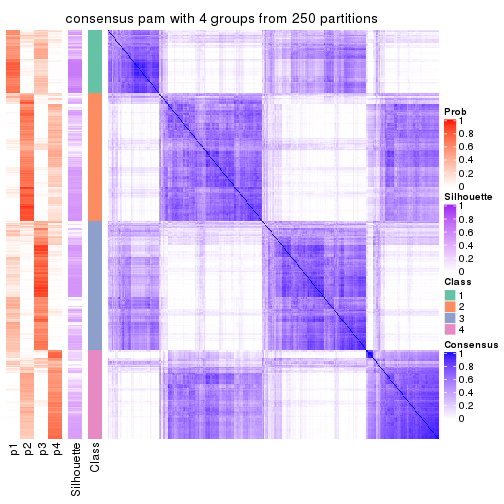 consensus pam with 4 groups from 250 partitions
Prob
1
0.8
0.6
0.4
0.2
0
Silhouette
1
0.8
0.6
0.4
0.2
0
Class
1
2
3
4
Consensus
1
0.8
0.6
0.4
0.2
0
p1
p2
p3
p4
Silhouette
Class